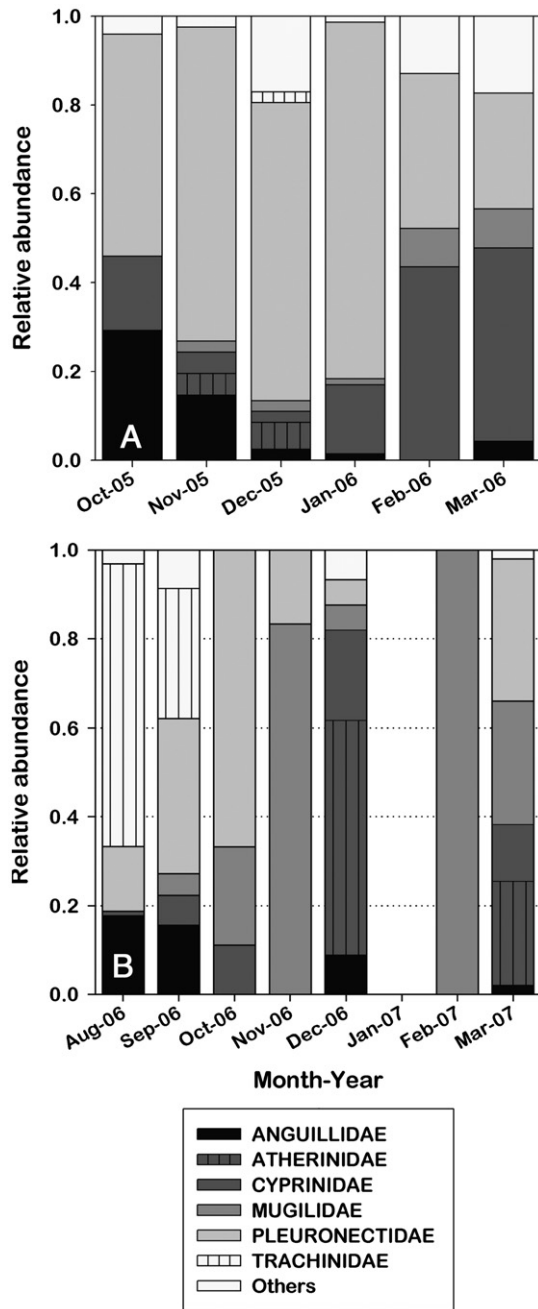 1.0
0.8
0.6
0.4
0.2
0.0
Relative abundance
A
Oct-05 Nov-05 Dec-05 Jan-06 Feb-06 Mar-06
1.0
0.8
0.6
0.4
0.2
0.0
Relative abundance
B
Aug-06 Sep-06 Oct-06 Nov-06 Dec-06 Jan-07 Feb-07 Mar-07
Month-Year
ANGUILLIDAE
ATHERINIDAE
CYPRINIDAE
MUGILIDAE
PLEURONECTIDAE
TRACHINIDAE
Others